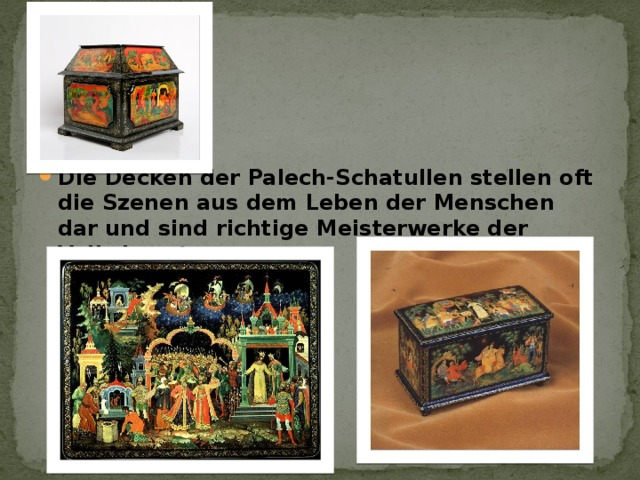 Die Decken der Palech-Schatullen stellen oft
die Szenen aus dem Leben der Menschen
dar und sind richtige Meisterwerke der